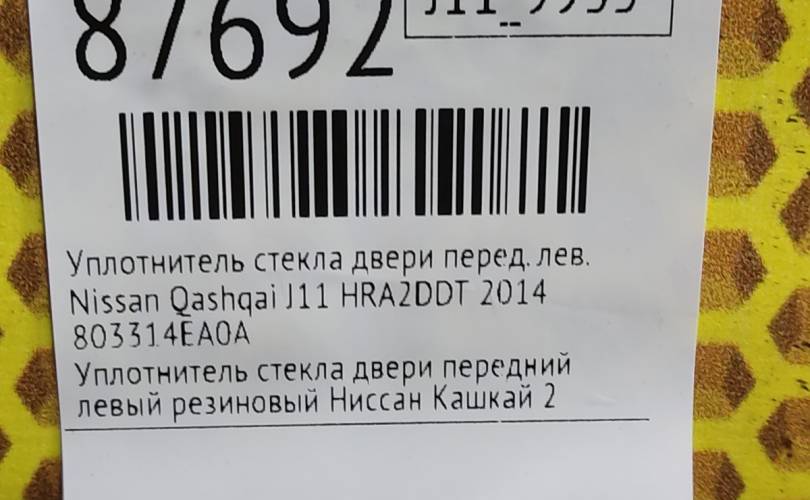 87692
Уплотнитель стекла двери перед. лев.
Nissan Qashqai J11 HRA2DDT 2014
803314EA0A
Уплотнитель стекла двери передний
левый резиновый Ниссан Кашкай 2